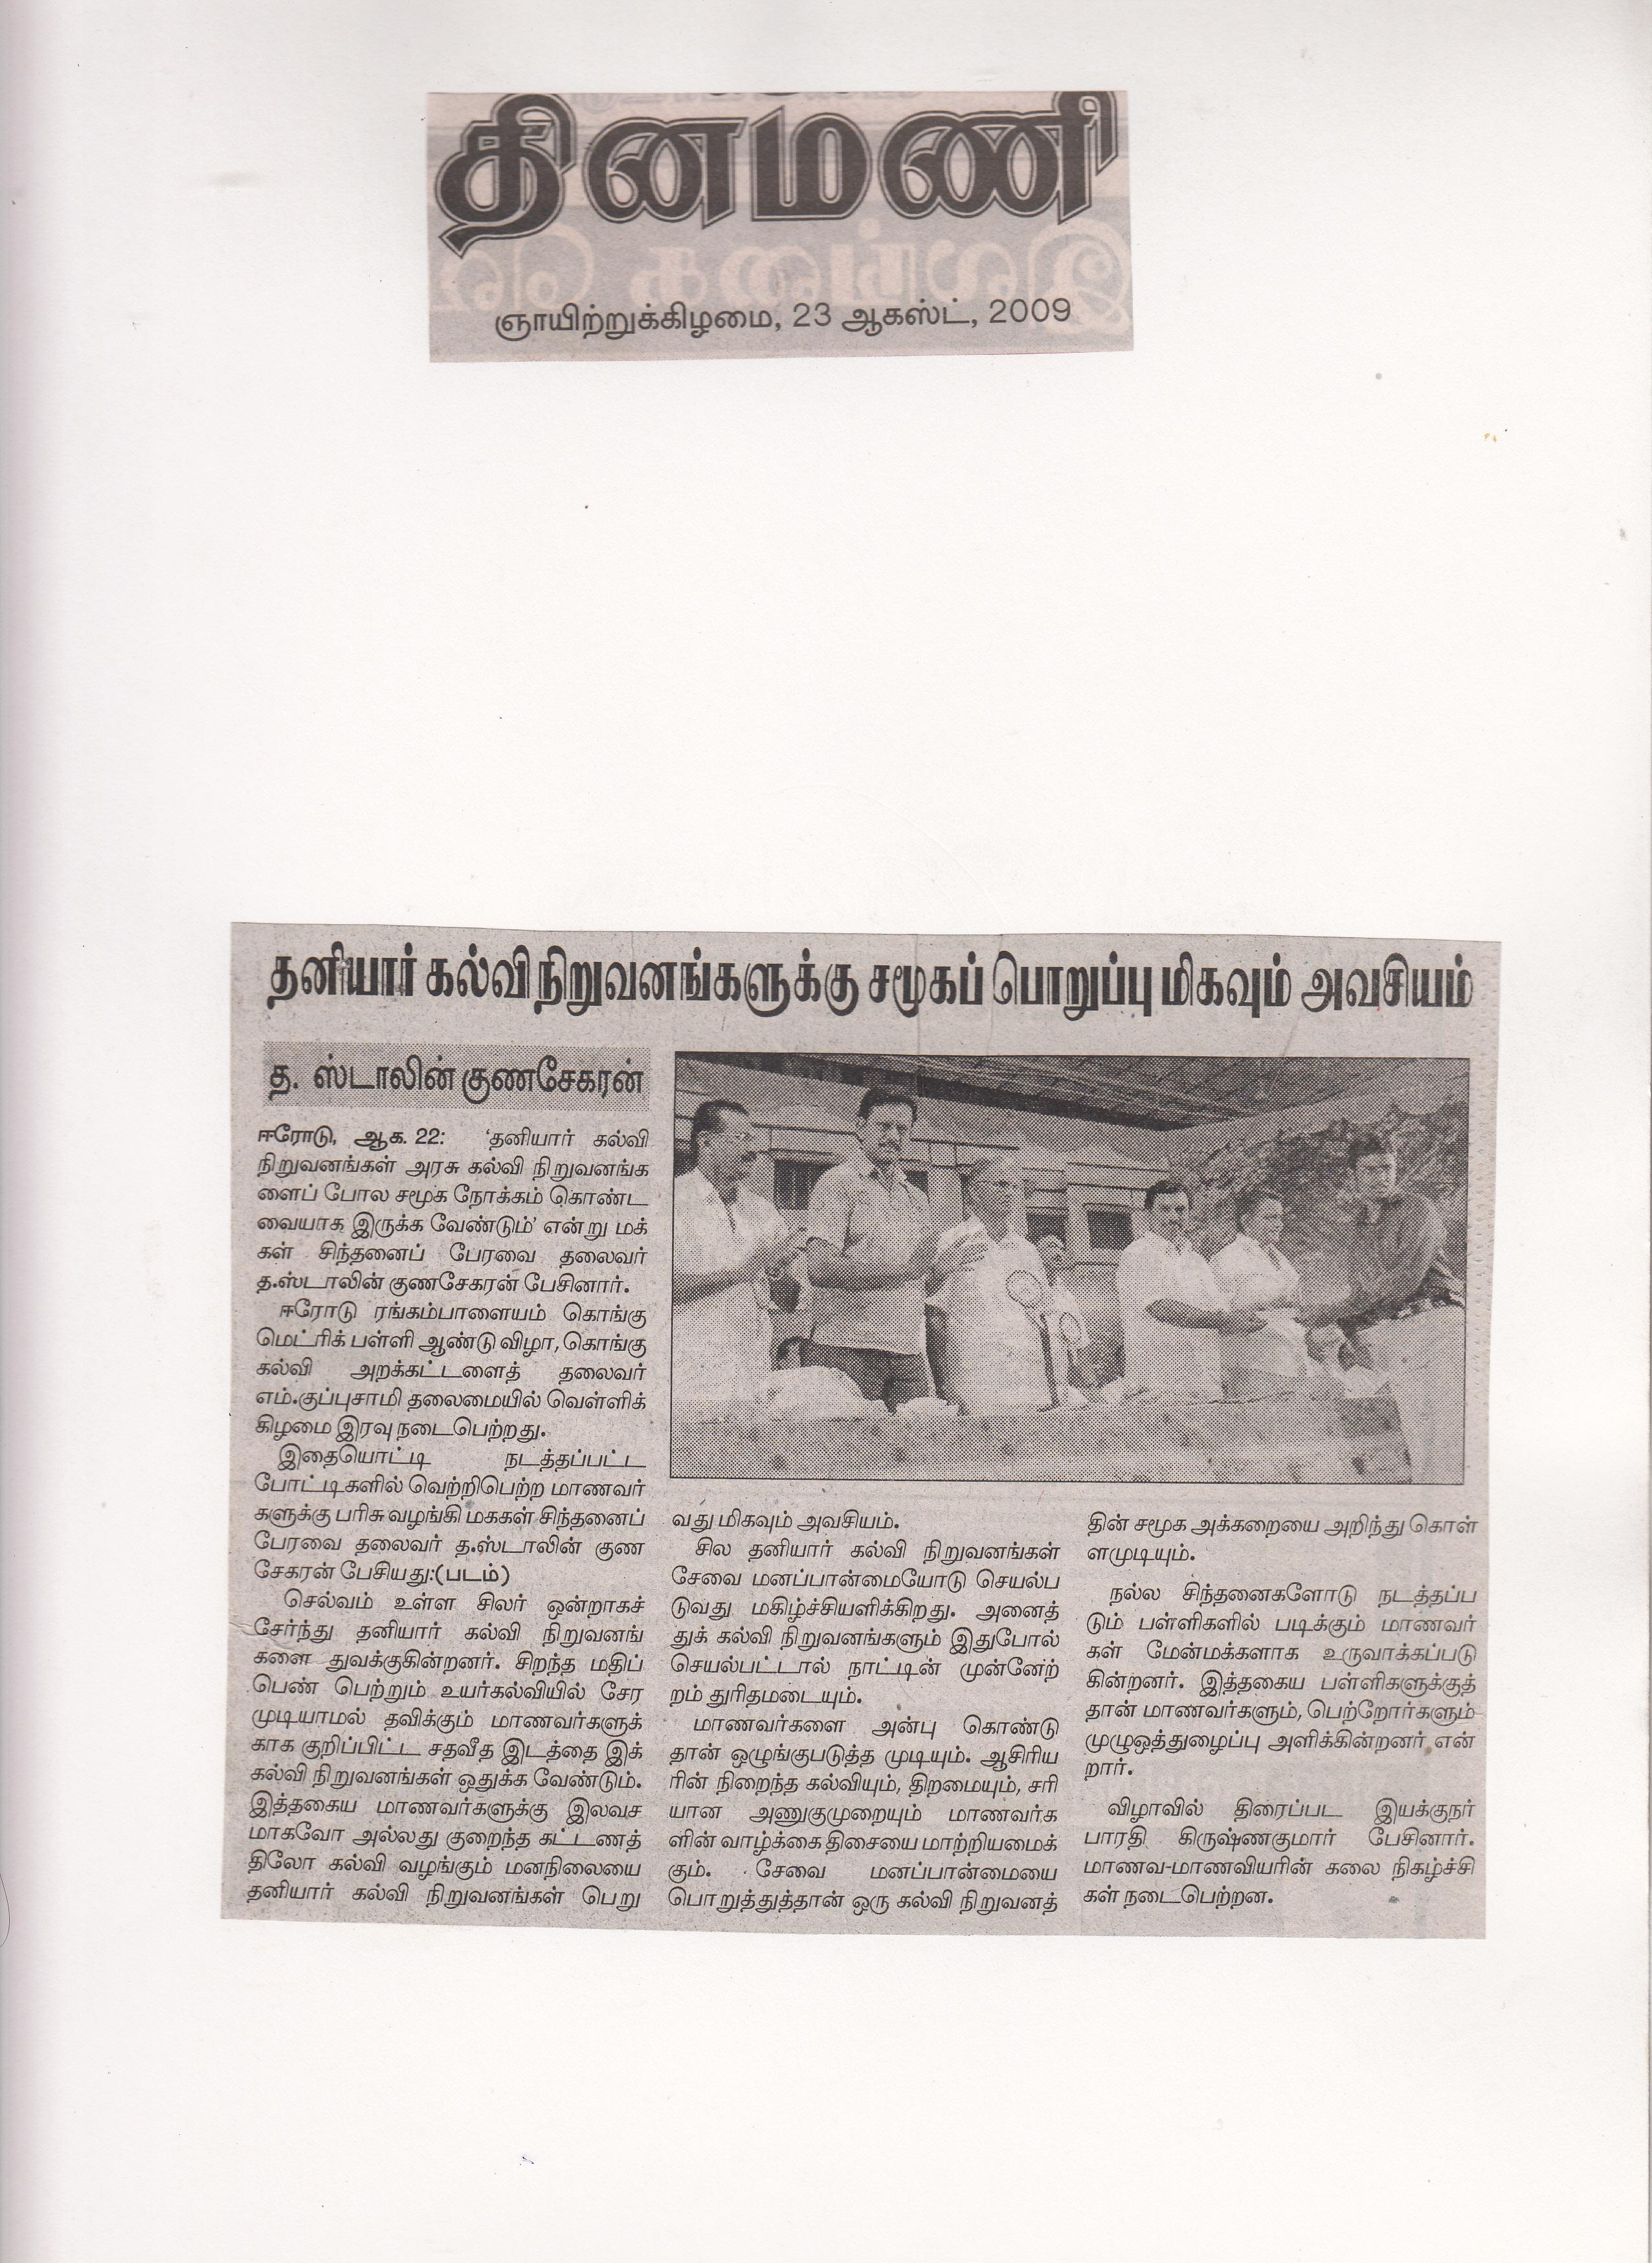 தினமணி
ஞாயிற்றுக்கிழமை, 23 ஆகஸ்ட், 2009
தனியார் கல்வி நிறுவனங்களுக்கு சமூகப் பொறுப்பு மிகவும் அவசியம்
த. ஸ்டாலின் குணசேகரன்
ஈரோடு, ஆக. 22: 'தனியார் கல்வி
நிறுவனங்கள் அரசு கல்வி நிறுவனங்க
ளைப் போல சமூக நோக்கம் கொண்ட
வையாக இருக்க வேண்டும்' என்று மக்
கள் சிந்தனைப் பேரவை தலைவர்
த.ஸ்டாலின் குணசேகரன் பேசினார்.
ஈரோடு ரங்கம்பாளையம் கொங்கு
மெட்ரிக் பள்ளி ஆண்டு விழா, கொங்கு
கல்வி அறக்கட்டளைத் தலைவர்
எம்.குப்புசாமி தலைமையில் வெள்ளிக்
கிழமை இரவு நடைபெற்றது.
இதையொட்டி நடத்தப்பட்ட
போட்டிகளில் வெற்றிபெற்ற மாணவர்
களுக்கு பரிசு வழங்கி மககள் சிந்தனைப்
பேரவை தலைவர் த.ஸ்டாலின் குண
சேகரன் பேசியது:(படம்)
செல்வம் உள்ள சிலர் ஒன்றாகச்
சேர்ந்து தனியார் கல்வி நிறுவனங்
களை துவக்குகின்றனர். சிறந்த மதிப்
பெண் பெற்றும் உயர்கல்வியில் சேர
முடியாமல் தவிக்கும் மாணவர்களுக்
காக குறிப்பிட்ட சதவீத இடத்தை இக்
கல்வி நிறுவனங்கள் ஒதுக்க வேண்டும்.
இத்தகைய மாணவர்களுக்கு இலவச
மாகவோ அல்லது குறைந்த கட்டணத்
திலோ கல்வி வழங்கும் மனநிலையை
தனியார் கல்வி நிறுவனங்கள் பெறு
வது மிகவும் அவசியம்.
சில தனியார் கல்வி நிறுவனங்கள்
சேவை மனப்பான்மையோடு செயல்ப
டுவது மகிழ்ச்சியளிக்கிறது. அனைத்
துக் கல்வி நிறுவனங்களும் இதுபோல்
செயல்பட்டால் நாட்டின் முன்னேற்
றம் துரிதமடையும்.
மாணவர்களை அன்பு கொண்டு
தான் ஒழுங்குபடுத்த முடியும். ஆசிரிய
ரின் நிறைந்த கல்வியும், திறமையும், சரி
யான அணுகுமுறையும் மாணவர்க
ளின் வாழ்க்கை திசையை மாற்றியமைக்
கும். சேவை மனப்பான்மையை
பொறுத்துத்தான் ஒரு கல்வி நிறுவனத்
தின் சமூக அக்கறையை அறிந்து கொள்
ளமுடியும்.
நல்ல சிந்தனைகளோடு நடத்தப்ப
டும் பள்ளிகளில் படிக்கும் மாணவர்
கள் மேன்மக்களாக உருவாக்கப்படு
கின்றனர். இத்தகைய பள்ளிகளுக்குத்
தான் மாணவர்களும், பெற்றோர்களும்
முழுஒத்துழைப்பு அளிக்கின்றனர் என்
றார்.
விழாவில் திரைப்பட இயக்குநர்
பாரதி கிருஷ்ணகுமார் பேசினார்.
மாணவ-மாணவியரின் கலை நிகழ்ச்சி
கள் நடைபெற்றன.